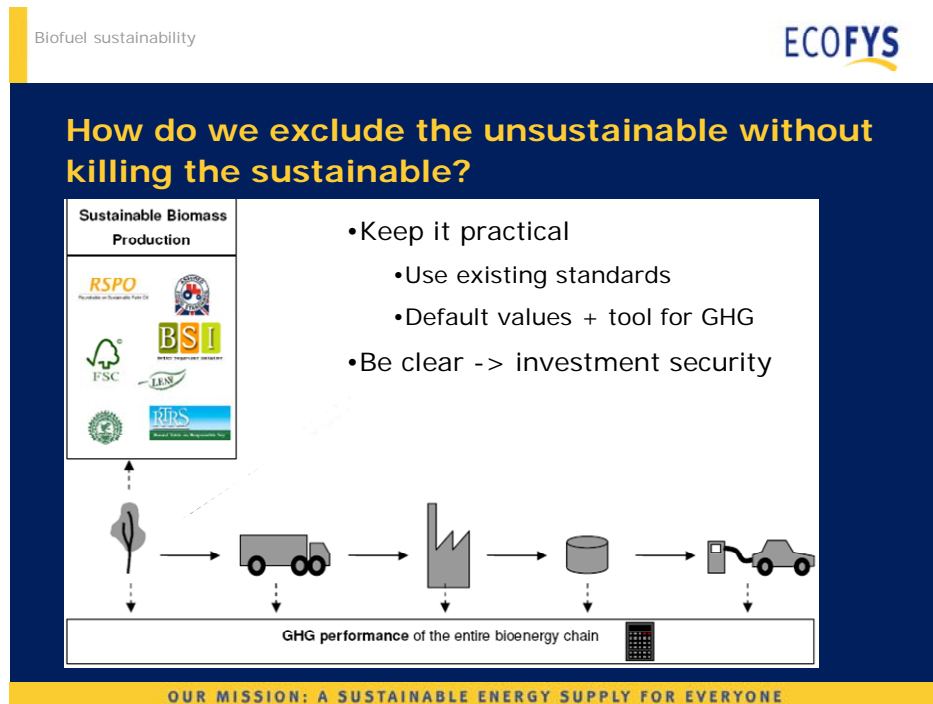 Biofuel sustainability
ECOFYS
How do we exclude the unsustainable without
killing the sustainable?
Sustainable Biomass
Production
RSPO
BSI
FSC
LEAF
RTRS
•Keep it practical
•Use existing standards
•Default values + tool for GHG
•Be clear -> investment security
GHG performance of the entire bioenergy chain
OUR MISSION: A SUSTAINABLE ENERGY SUPPLY FOR EVERYONE